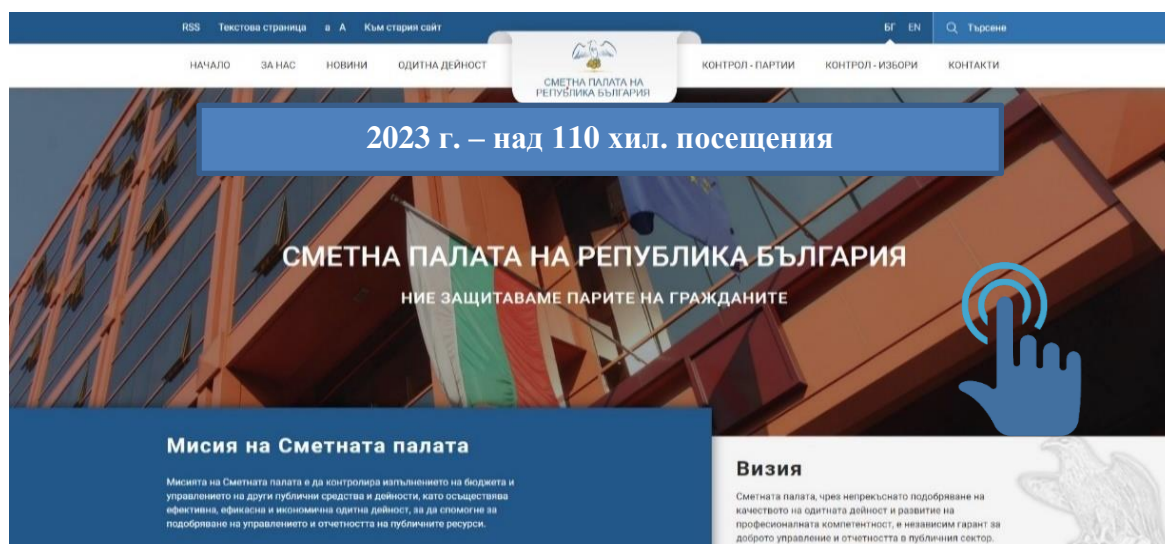 RSS Текстова страница a A Към стария сайт
БГ EN Търсене
НАЧАЛО ЗА НАС НОВИНИ ОДИТНА ДЕЙНОСТ
СМЕТНА ПАЛАТА НА
РЕПУБЛИКА БЪЛГАРИЯ
КОНТРОЛ - ПАРТИИ КОНТРОЛ - ИЗБОРИ КОНТАКТИ
2023 г. – над 110 хил. посещения
СМЕТНА ПАЛАТА НА РЕПУБЛИКА БЪЛГАРИЯ
НИЕ ЗАЩИТАВАМЕ ПАРИТЕ НА ГРАЖДАНИТЕ
Мисия на Сметната палата
Мисията на Сметната палата е да контролира изпълнението на бюджета и
управлението на други публични средства и дейности, като осъществява
ефективна, ефикасна и икономична одитна дейност, за да спомогне за
подобряване на управлението и отчетността на публичните ресурси.
Визия
Сметната палата, чрез непрекъснато подобряване на
качеството на одитната дейност и развитие на
професионалната компетентност, е независим гарант за
доброто управление и отчетността в публичния сектор.